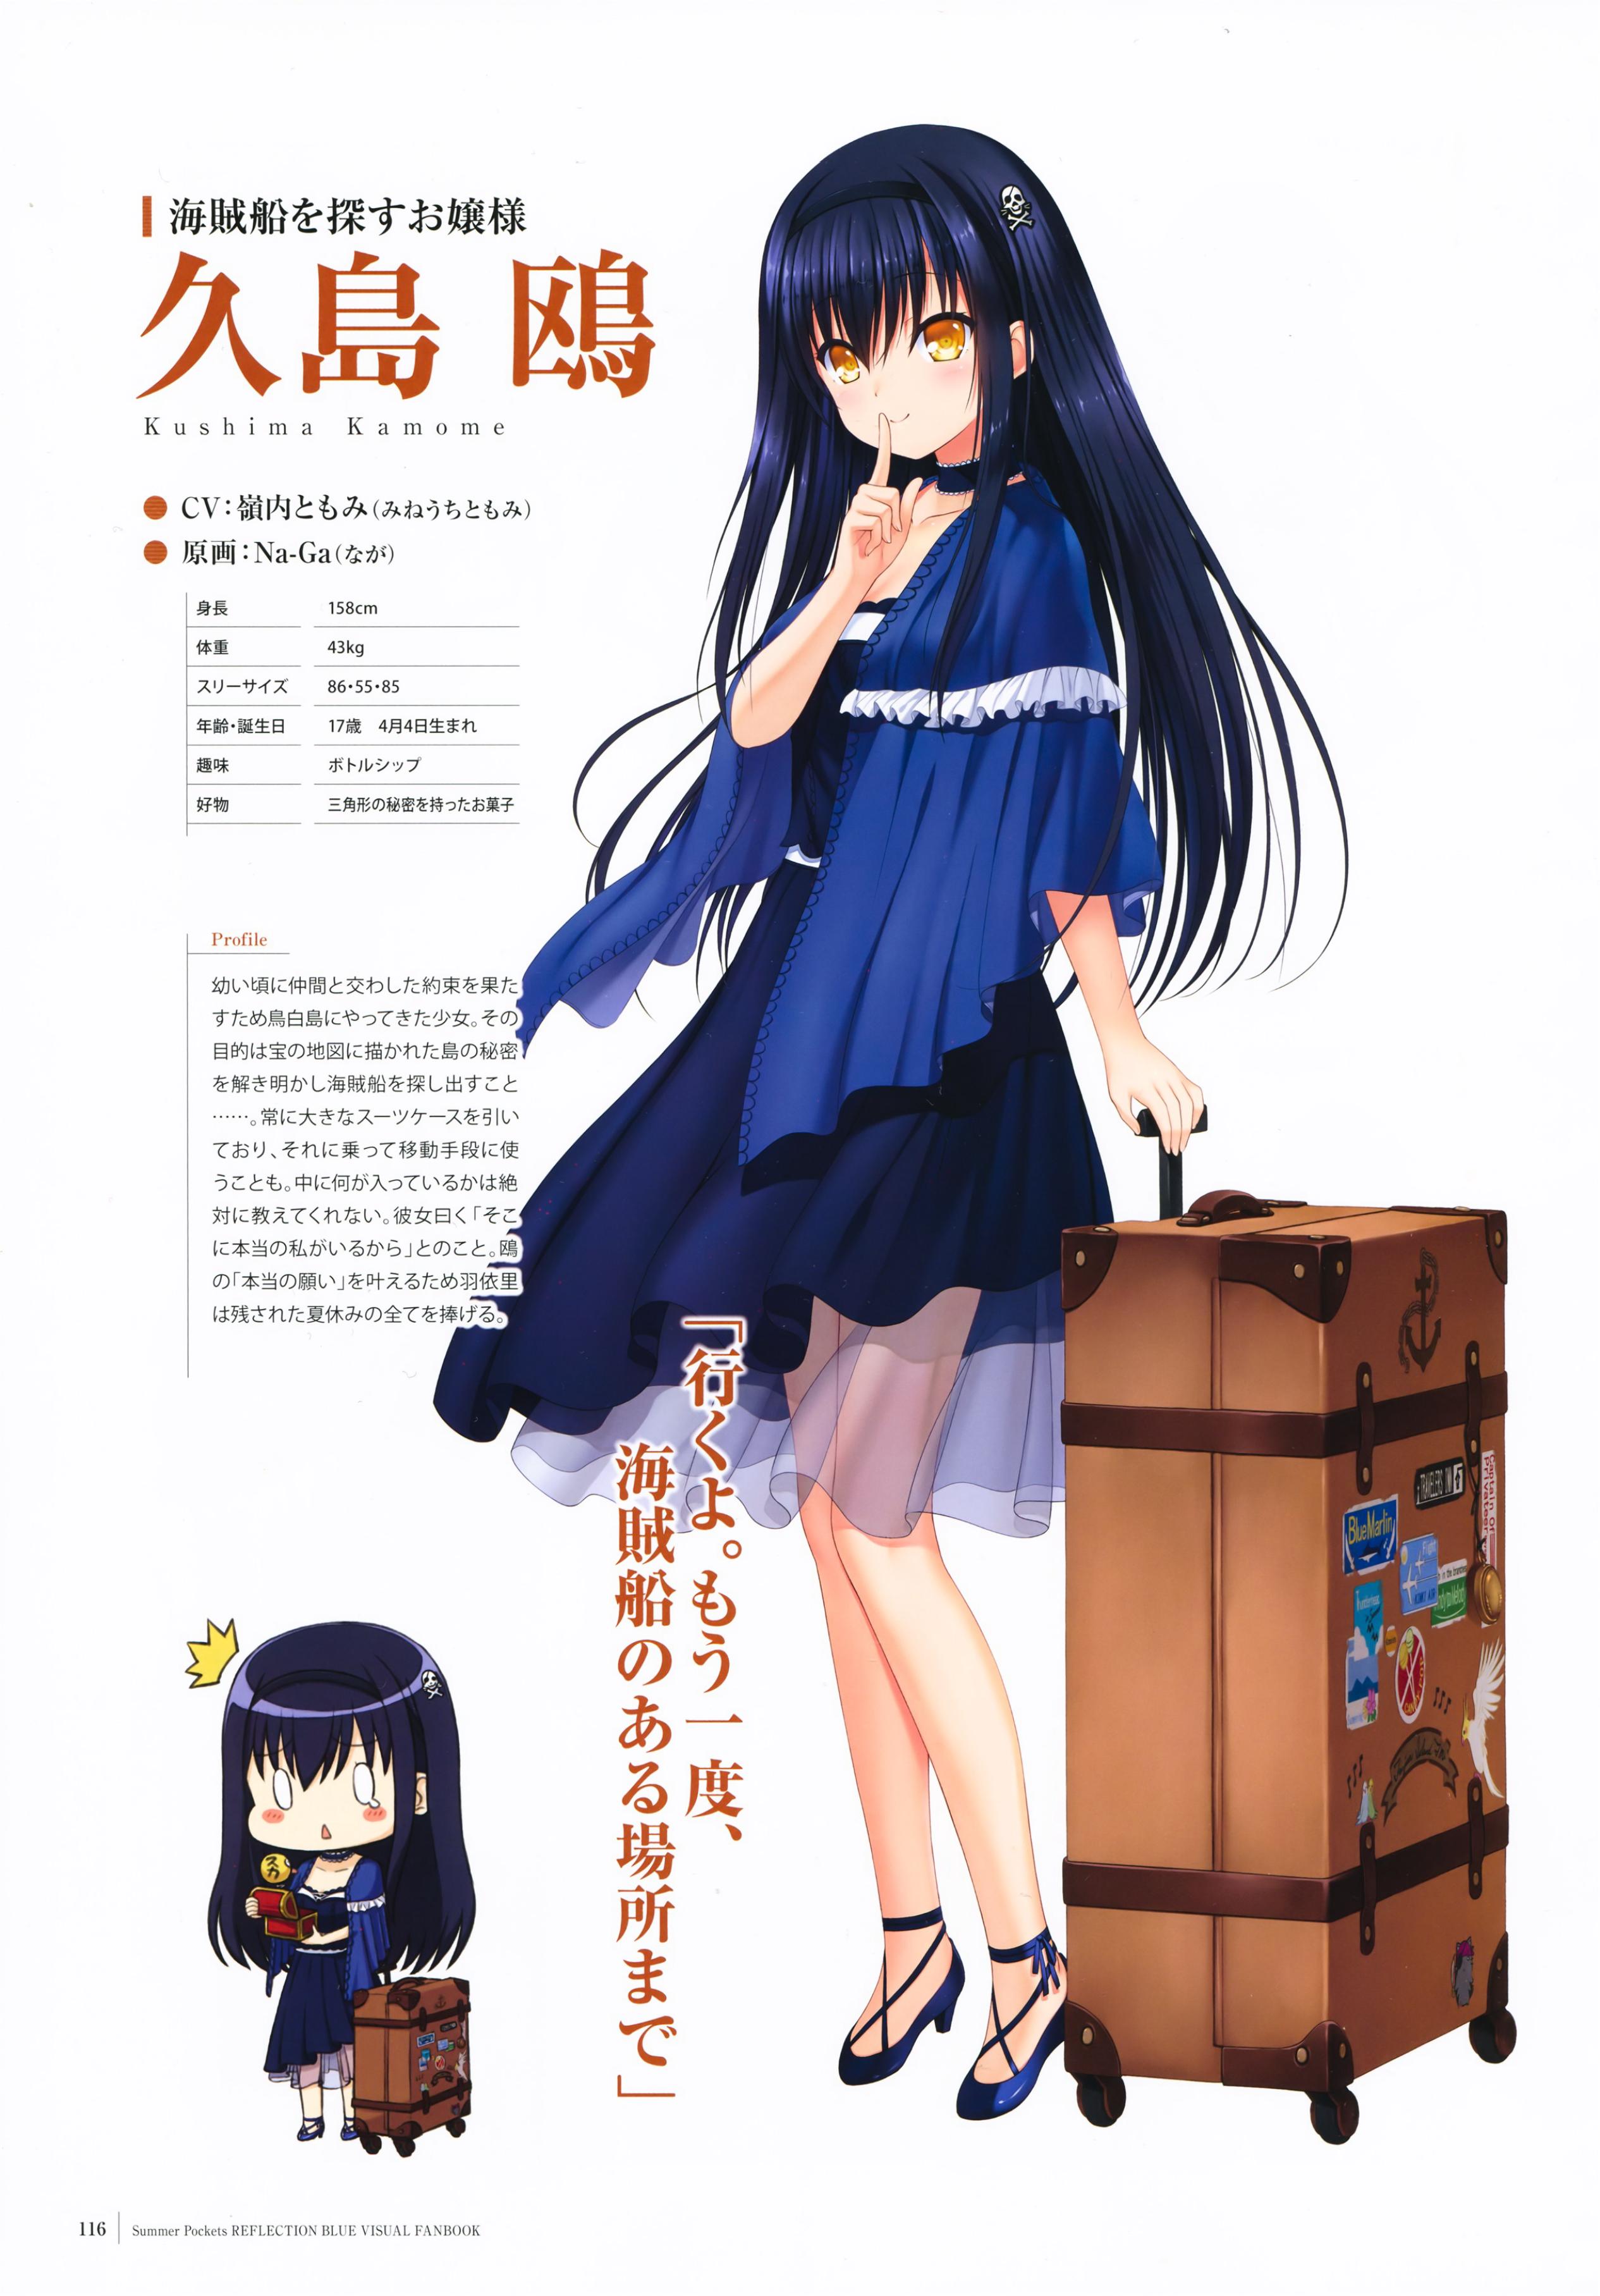 海賊船を探すお嬢様
久島 鴎
Kushima Kamome
CV:嶺内ともみ(みねうちともみ)
原画:Na-Ga(なが)
身長 158cm
体重 43kg
スリーサイズ 86・55・85
年齢・誕生日 17歳 4月4日生まれ
趣味 ボトルシップ
好物 三角形の秘密を持ったお菓子
Profile
幼い頃に仲間と交わした約束を果た
すため鳥白島にやってきた少女。その
目的は宝の地図に描かれた島の秘密
を解き明かし海賊船を探し出すこと
……。常に大きなスーツケースを引い
ており、それに乗って移動手段に使
うことも。中に何が入っているかは絶
対に教えてくれない。彼女曰く「そこ
に本当の私がいるから」とのこと。鴎
の「本当の願い」を叶えるため羽依里
は残された夏休みの全てを捧げる。
「行くよ。もう一度、
海賊船のある場所まで」
Captain Of
Privateer
BlueMarlin
Flight
スカ
116
Summer Pockets REFLECTION BLUE VISUAL FANBOOK